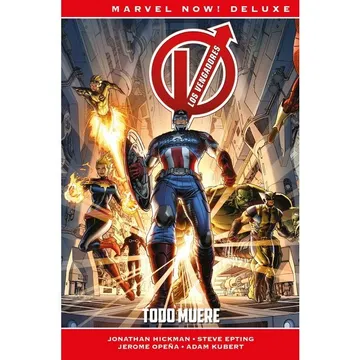 MARVEL NOW! DELUXE
LOS VENGADORES
TODO MUERE
JONATHAN HICKMAN • STEVE EPTING
JEROME OPEÑA • ADAM KUBERT